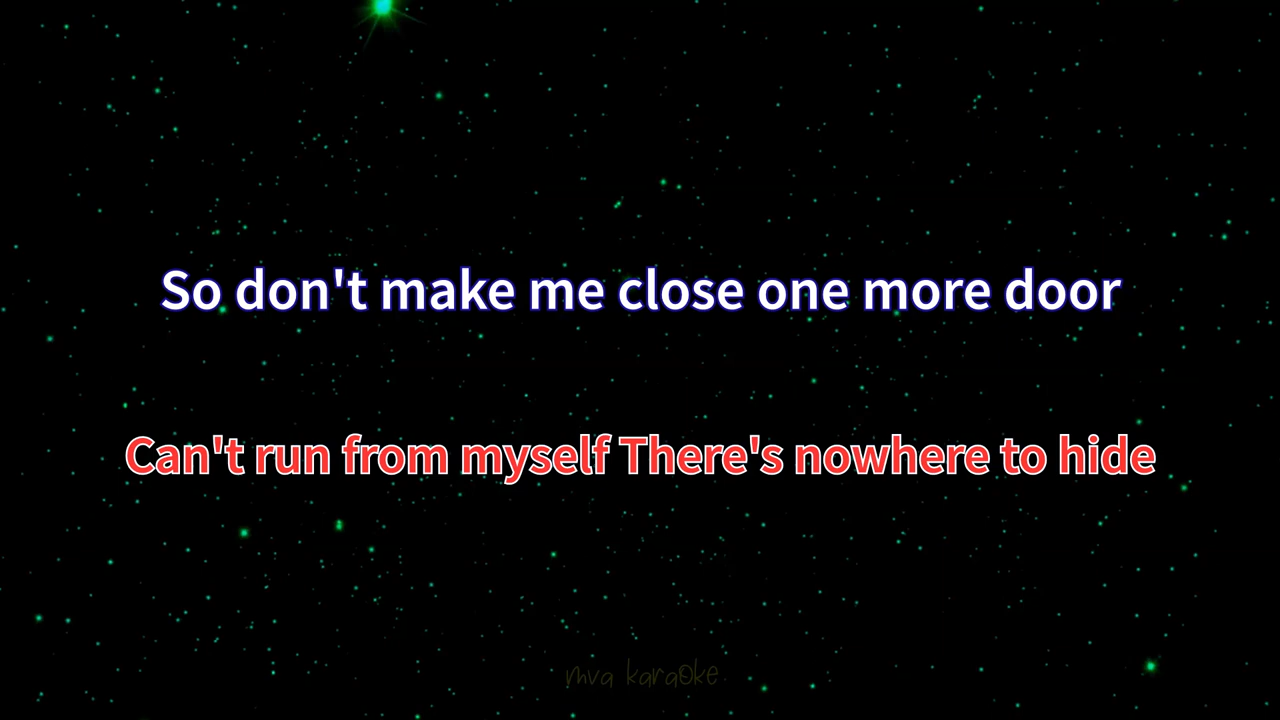 So don't make me close one more door
Can't run from myself There's nowhere to hide
mva karaoke